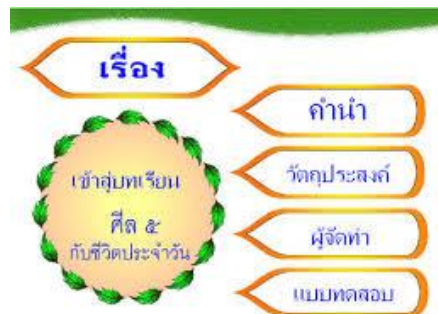 เรื่อง
คำนำ
เข้าสู่บทเรียน
วัตถุประสงค์
ศีล ๕
กับชีวิตประจำวัน
ผู้จัดทำ
แบบทดสอบ